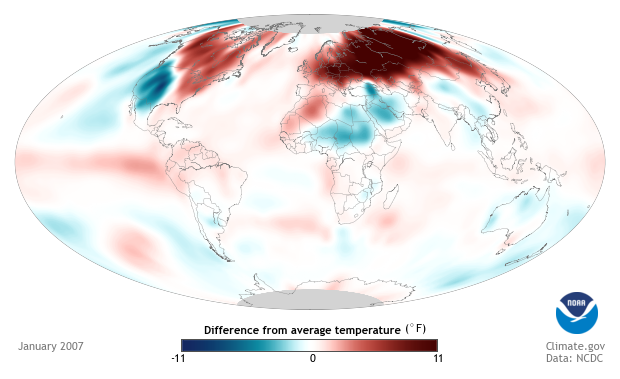 NOAA
Difference from average temperature (°F)
January 2007
-11 0 11
Climate.gov
Data: NCDC